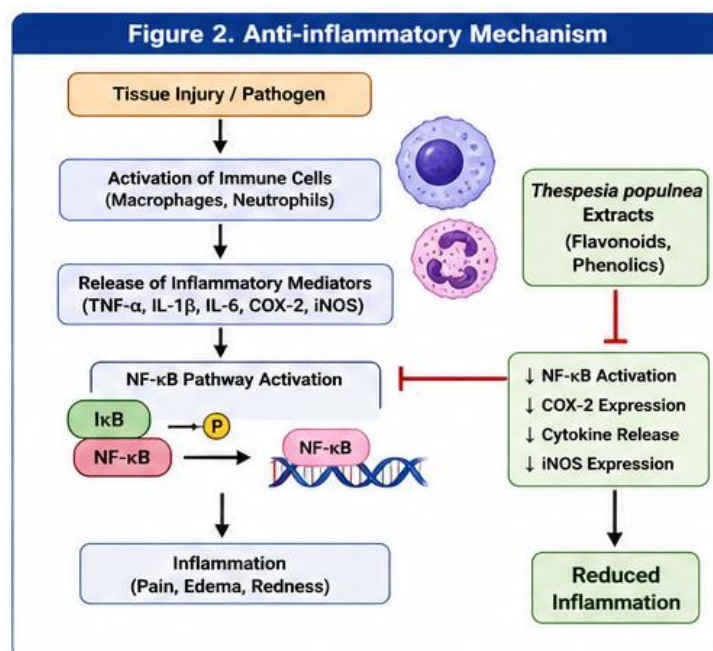 Figure 2. Anti-inflammatory Mechanism
Tissue Injury / Pathogen
Activation of Immune Cells
(Macrophages, Neutrophils)
Release of Inflammatory Mediators
(TNF-α, IL-1β, IL-6, COX-2, iNOS)
NF-κB Pathway Activation
IκB
P
NF-κB
NF-κB
Inflammation
(Pain, Edema, Redness)
Thespesia populnea
Extracts
(Flavonoids,
Phenolics)
↓ NF-κB Activation
↓ COX-2 Expression
↓ Cytokine Release
↓ iNOS Expression
Reduced
Inflammation